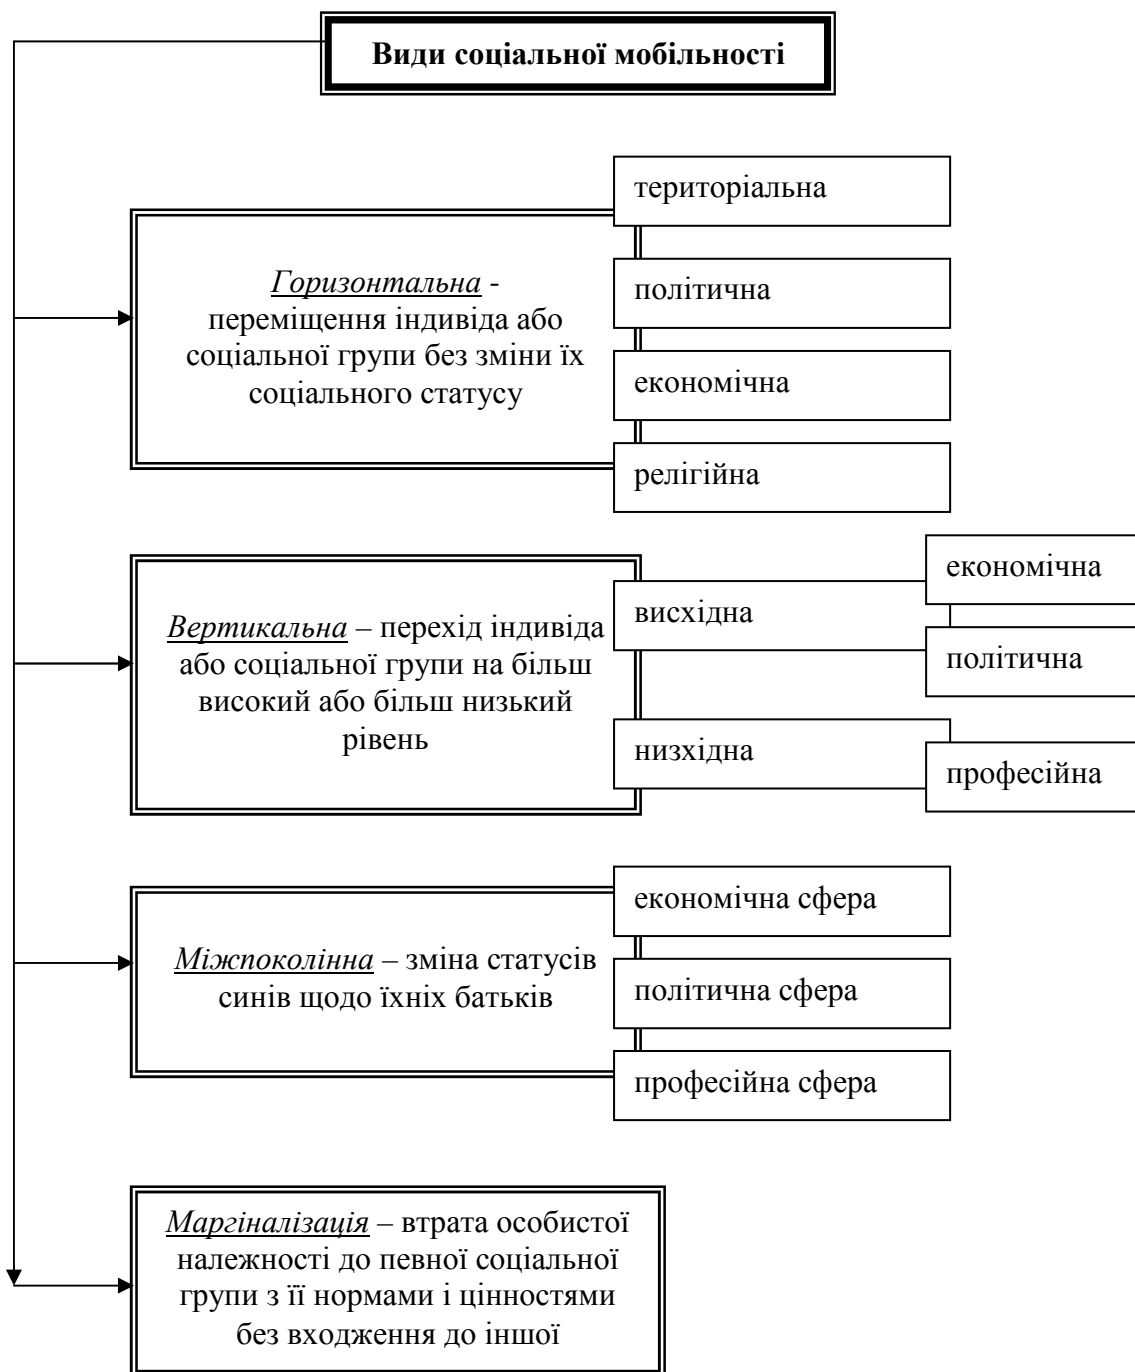 Види соціальної мобільності
територіальна
Горизонтальна -
переміщення індивіда або
соціальної групи без зміни їх
соціального статусу
політична
економічна
релігійна
Вертикальна – перехід індивіда
або соціальної групи на більш
високий або більш низький
рівень
висхідна
низхідна
економічна
політична
професійна
Міжпоколінна – зміна статусів
синів щодо їхніх батьків
економічна сфера
політична сфера
професійна сфера
Маргіналізація – втрата особистої
належності до певної соціальної
групи з її нормами і цінностями
без входження до іншої